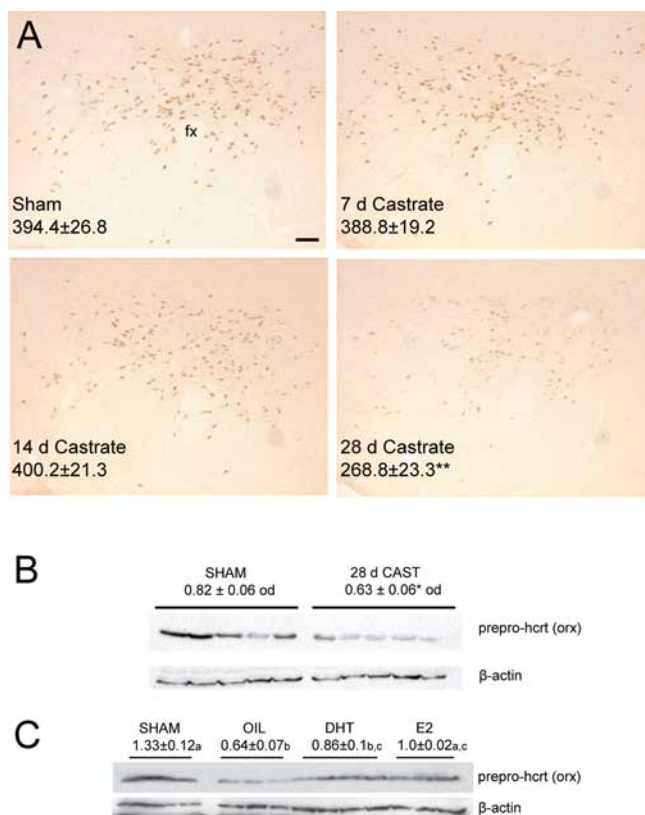 A
fx
Sham
394.4±26.8
7 d Castrate
388.8±19.2
14 d Castrate
400.2±21.3
28 d Castrate
268.8±23.3**
B
SHAM
0.82 ± 0.06 od
28 d CAST
0.63 ± 0.06* od
prepro-hcrt (orx)
β-actin
C
SHAM
1.33±0.12a
OIL
0.64±0.07b
DHT
0.86±0.1b,c
E2
1.0±0.02a,c
prepro-hcrt (orx)
β-actin